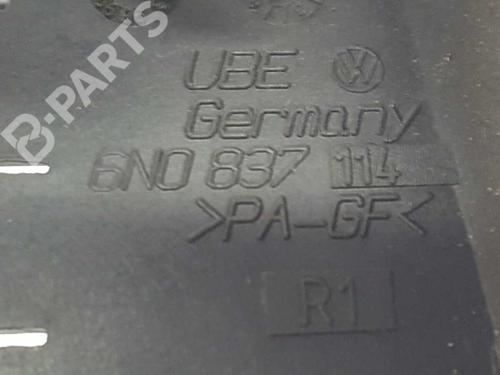 UBE
Germany
6N0 837 114
>PA-GF<
R1
B-PARTS